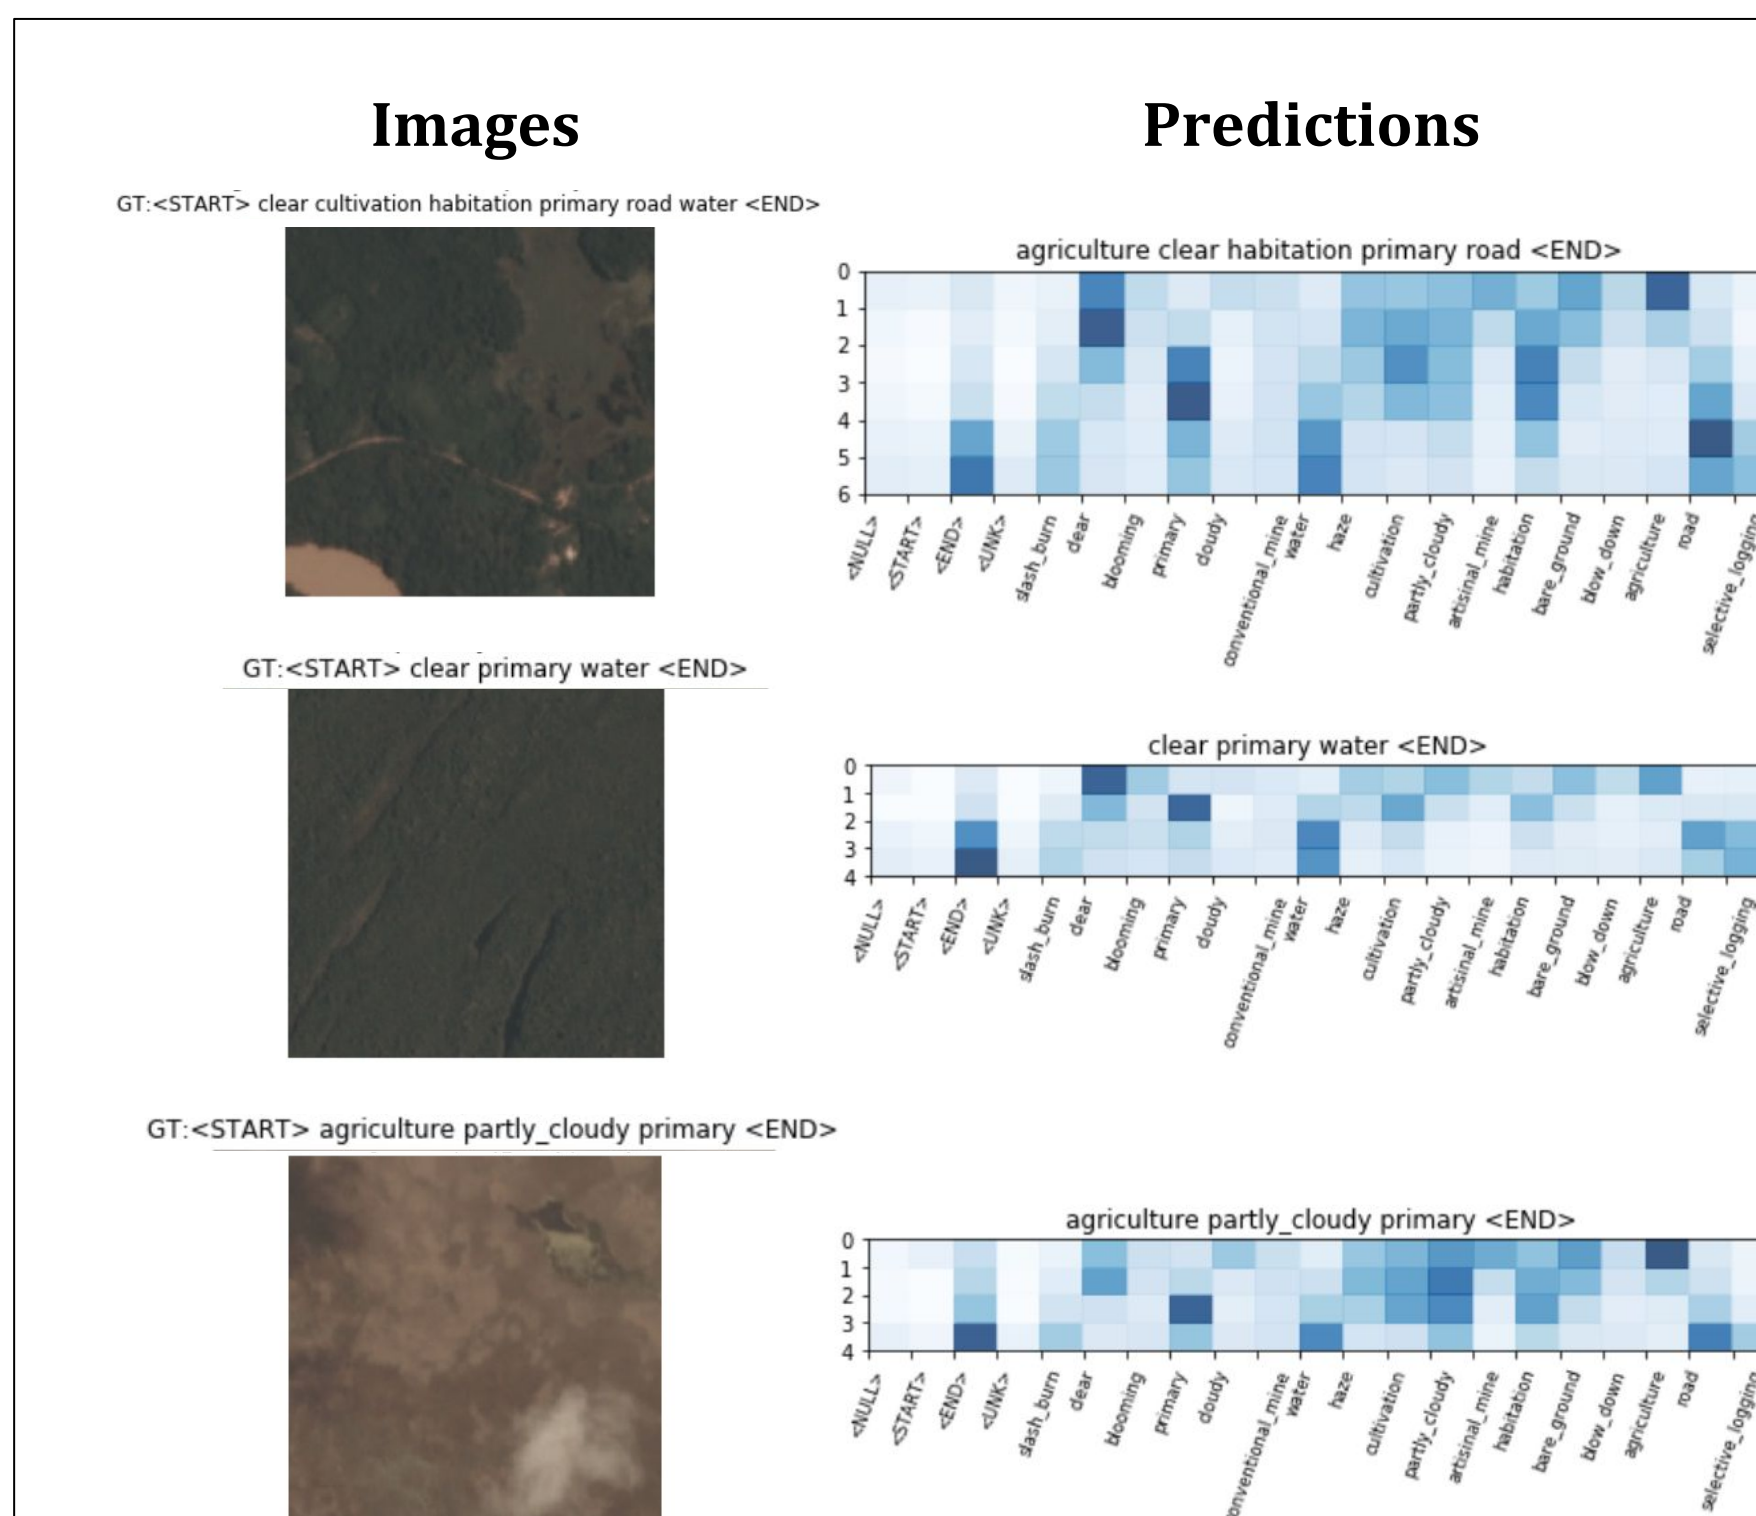 Images
Predictions
GT:<START> clear cultivation habitation primary road water <END>
agriculture clear habitation primary road <END>
0
1
2
3
4
5
6
<NULL>
<START>
<END>
<UNK>
slash_burn
clear
blooming
primary
cloudy
conventional_mine
water
haze
cultivation
partly_cloudy
artisinal_mine
habitation
bare_ground
blow_down
agriculture
road
selective_logging
GT:<START> clear primary water <END>
clear primary water <END>
0
1
2
3
4
<NULL>
<START>
<END>
<UNK>
slash_burn
clear
blooming
primary
cloudy
conventional_mine
water
haze
cultivation
partly_cloudy
artisinal_mine
habitation
bare_ground
blow_down
agriculture
road
selective_logging
GT:<START> agriculture partly_cloudy primary <END>
agriculture partly_cloudy primary <END>
0
1
2
3
4
<NULL>
<START>
<END>
<UNK>
slash_burn
clear
blooming
primary
cloudy
onventional_mine
water
haze
cultivation
partly_cloudy
artisinal_mine
habitation
bare_ground
blow_down
agriculture
road
selective_logging